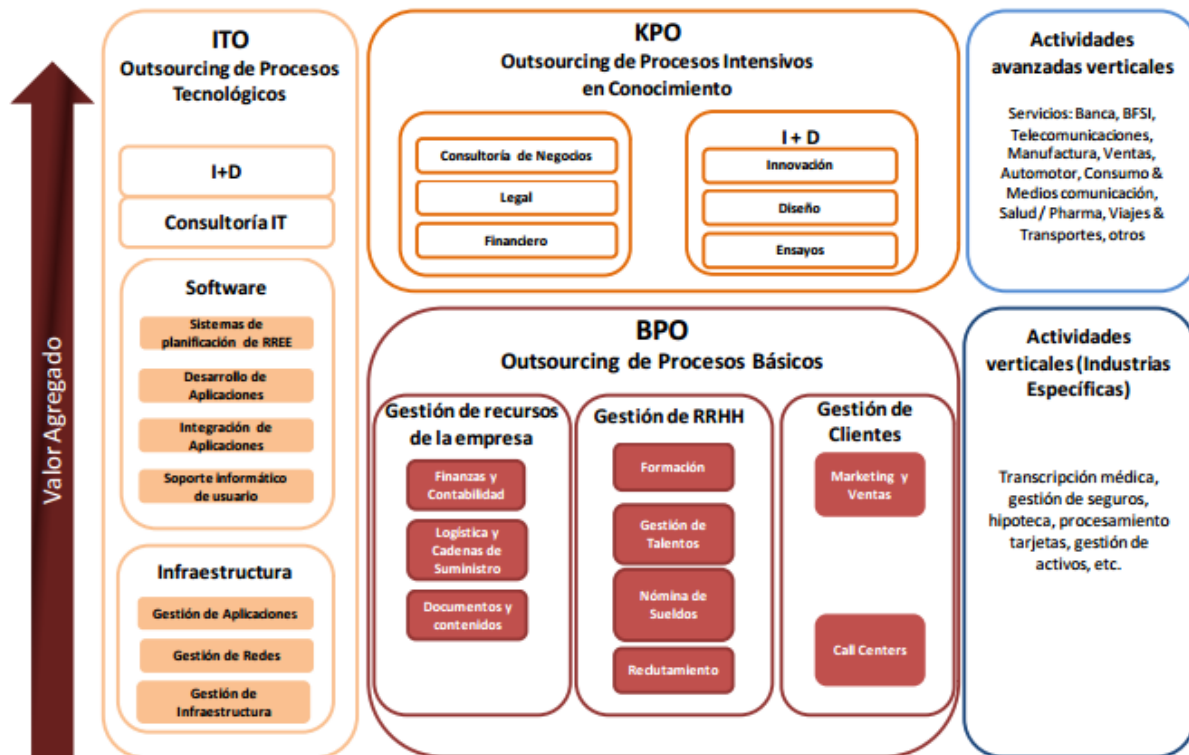 Valor Agregado
ITO
Outsourcing de Procesos
Tecnológicos
I+D
Consultoría IT
Software
Sistemas de
planificación de RREE
Desarrollo de
Aplicaciones
Integración de
Aplicaciones
Soporte informático
de usuario
Infraestructura
Gestión de Aplicaciones
Gestión de Redes
Gestión de
Infraestructura
KPO
Outsourcing de Procesos Intensivos
en Conocimiento
Consultoría de Negocios
Legal
Financiero
I + D
Innovación
Diseño
Ensayos
BPO
Outsourcing de Procesos Básicos
Gestión de recursos
de la empresa
Finanzas y
Contabilidad
Logística y
Cadenas de
Suministro
Documentos y
contenidos
Gestión de RRHH
Formación
Gestión de
Talentos
Nómina de
Sueldos
Reclutamiento
Gestión de
Clientes
Marketing y
Ventas
Call Centers
Actividades
avanzadas verticales
Servicios: Banca, BFSI,
Telecomunicaciones,
Manufactura, Ventas,
Automotor, Consumo &
Medios comunicación,
Salud / Pharma, Viajes &
Transportes, otros
Actividades
verticales (Industrias
Específicas)
Transcripción médica,
gestión de seguros,
hipoteca, procesamiento
tarjetas, gestión de
activos, etc.